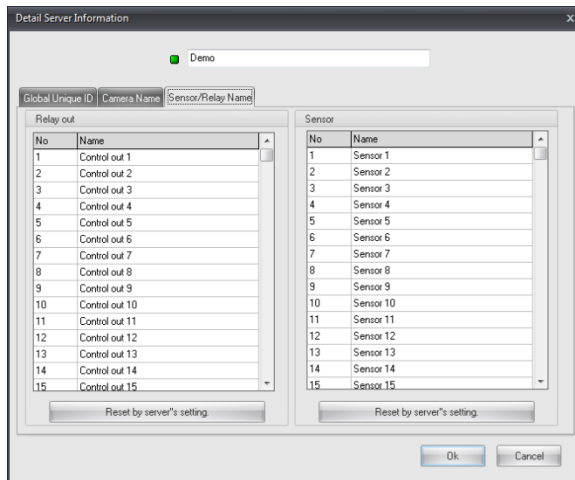 Detail Server Information x
Demo
Global Unique ID Camera Name Sensor/Relay Name
Relay out
No Name
1 Control out 1
2 Control out 2
3 Control out 3
4 Control out 4
5 Control out 5
6 Control out 6
7 Control out 7
8 Control out 8
9 Control out 9
10 Control out 10
11 Control out 11
12 Control out 12
13 Control out 13
14 Control out 14
15 Control out 15
Reset by server"s setting.
Sensor
No Name
1 Sensor 1
2 Sensor 2
3 Sensor 3
4 Sensor 4
5 Sensor 5
6 Sensor 6
7 Sensor 7
8 Sensor 8
9 Sensor 9
10 Sensor 10
11 Sensor 11
12 Sensor 12
13 Sensor 13
14 Sensor 14
15 Sensor 15
Reset by server"s setting.
Ok Cancel